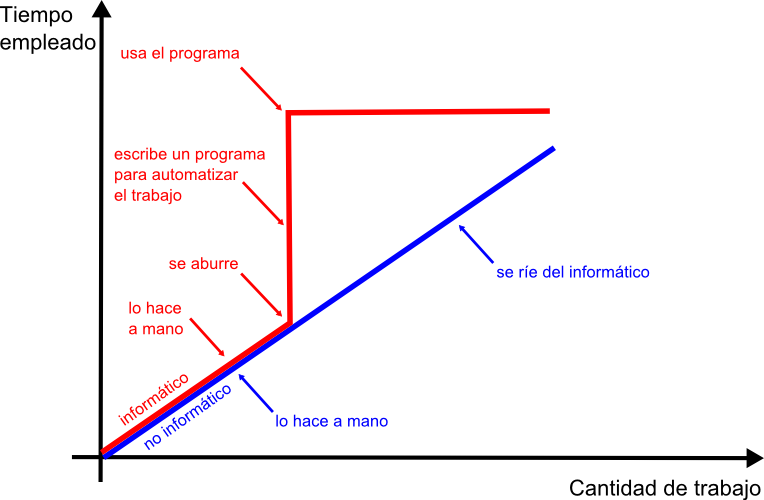 Tiempo
empleado
usa el programa
escribe un programa
para automatizar
el trabajo
se aburre
se ríe del informático
lo hace
a mano
informático
no informático
lo hace a mano
Cantidad de trabajo